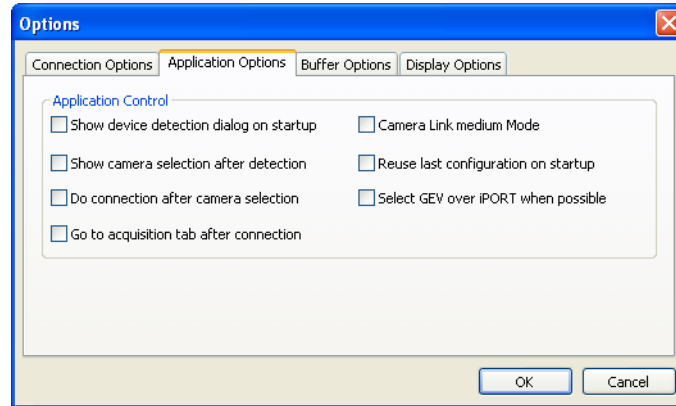 Options
Connection Options Application Options Buffer Options Display Options
Application Control
Show device detection dialog on startup Camera Link medium Mode
Show camera selection after detection Reuse last configuration on startup
Do connection after camera selection Select GEV over iPORT when possible
Go to acquisition tab after connection
OK Cancel